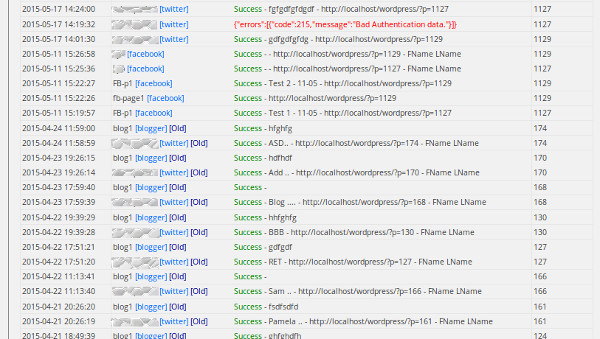 2015-05-17 14:24:00 [twitter] Success - fgfgdfgfdgdf - http://localhost/wordpress/?p=1127 1127
2015-05-17 14:19:32 [twitter] {"errors":[{"code":215,"message":"Bad Authentication data."}]} 1127
2015-05-17 14:01:30 [twitter] Success - gdfgdfgfdg - http://localhost/wordpress/?p=1129 1129
2015-05-11 15:26:58 [facebook] Success - - http://localhost/wordpress/?p=1129 - FName LName 1129
2015-05-11 15:25:36 [facebook] Success - - http://localhost/wordpress/?p=1127 - FName LName 1127
2015-05-11 15:22:27 FB-p1 [facebook] Success - Test 2 - 11-05 - http://localhost/wordpress/?p=1129 1129
2015-05-11 15:22:26 fb-page1 [facebook] Success - http://localhost/wordpress/?p=1129 1129
2015-05-11 15:19:57 FB-p1 [facebook] Success - Test 1 - 11-05 - http://localhost/wordpress/?p=1127 1127
2015-04-24 11:59:00 blog1 [blogger] [Old] Success - hfghfg 174
2015-04-24 11:58:59 [twitter] [Old] Success - ASD.. - http://localhost/wordpress/?p=174 - FName LName 174
2015-04-23 19:26:15 blog1 [blogger] [Old] Success - hdfhdf 170
2015-04-23 19:26:14 [twitter] [Old] Success - Add .. - http://localhost/wordpress/?p=170 - FName LName 170
2015-04-23 17:59:40 blog1 [blogger] [Old] Success - 168
2015-04-23 17:59:39 [twitter] [Old] Success - Blog .... - http://localhost/wordpress/?p=168 - FName LName 168
2015-04-22 19:39:29 blog1 [blogger] [Old] Success - hhfghfg 130
2015-04-22 19:39:28 [twitter] [Old] Success - BBB - http://localhost/wordpress/?p=130 - FName LName 130
2015-04-22 17:51:21 blog1 [blogger] [Old] Success - gdfgdf 127
2015-04-22 17:51:20 [twitter] [Old] Success - RET - http://localhost/wordpress/?p=127 - FName LName 127
2015-04-22 11:13:41 blog1 [blogger] [Old] Success - 166
2015-04-22 11:13:40 [twitter] [Old] Success - Sam .. - http://localhost/wordpress/?p=166 - FName LName 166
2015-04-21 20:26:20 blog1 [blogger] [Old] Success - fsdfsdfd 161
2015-04-21 20:26:19 [twitter] [Old] Success - Pamela .. - http://localhost/wordpress/?p=161 - FName LName 161
2015-04-21 18:49:39 blog1 [blogger] [Old] Success - ghfghdfh 124